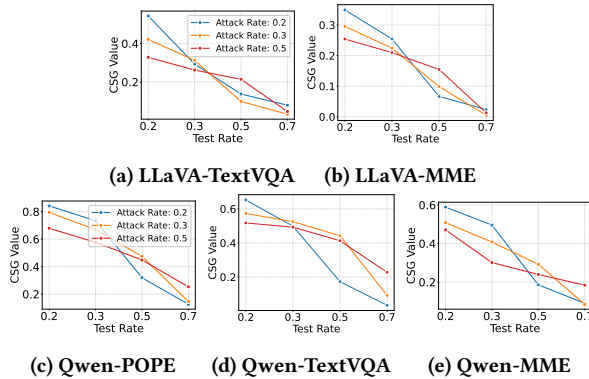 CSG Value
0.4
0.2
Attack Rate: 0.2
Attack Rate: 0.3
Attack Rate: 0.5
0.2 0.3 0.5 0.7
Test Rate
CSG Value
0.3
0.2
0.1
0.0
0.2 0.3 0.5 0.7
Test Rate
(a) LLaVA-TextVQA (b) LLaVA-MME
CSG Value
0.8
0.6
0.4
0.2
Attack Rate: 0.2
Attack Rate: 0.3
Attack Rate: 0.5
0.2 0.3 0.5 0.7
Test Rate
CSG Value
0.6
0.4
0.2
0.2 0.3 0.5 0.7
Test Rate
CSG Value
0.6
0.4
0.2
0.2 0.3 0.5 0.7
Test Rate
(c) Qwen-POPE (d) Qwen-TextVQA (e) Qwen-MME